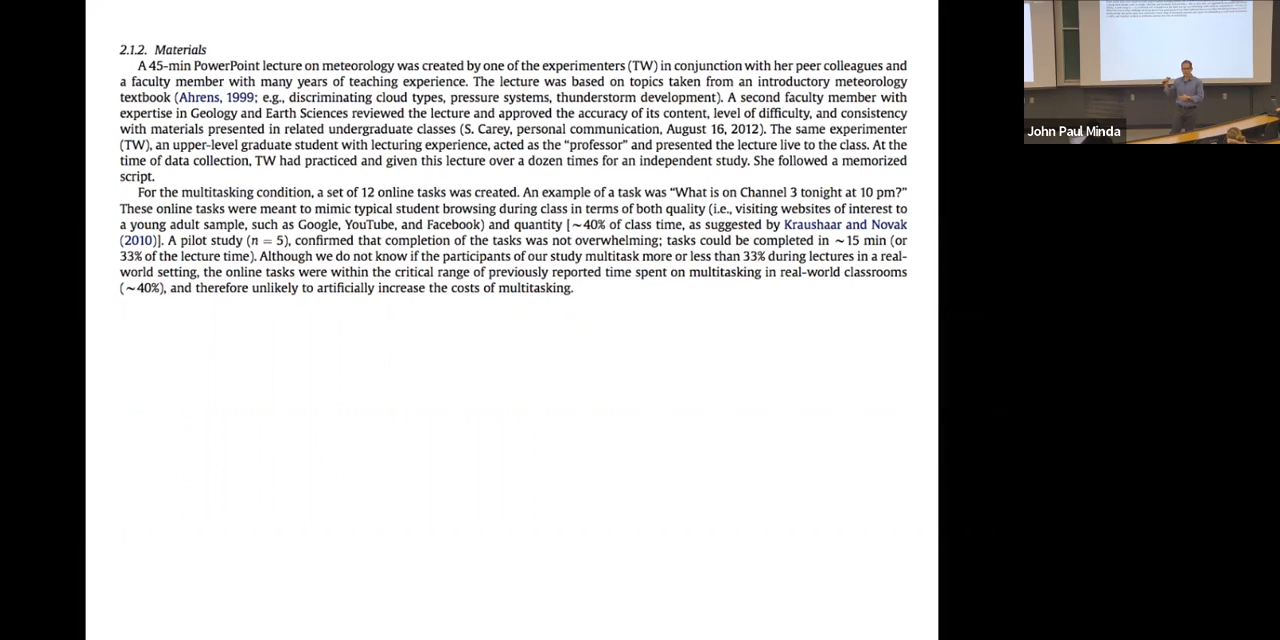 2.1.2. Materials
A 45-min PowerPoint lecture on meteorology was created by one of the experimenters (TW) in conjunction with her peer colleagues and
a faculty member with many years of teaching experience. The lecture was based on topics taken from an introductory meteorology
textbook (Ahrens, 1999; e.g., discriminating cloud types, pressure systems, thunderstorm development). A second faculty member with
expertise in Geology and Earth Sciences reviewed the lecture and approved the accuracy of its content, level of difficulty, and consistency
with materials presented in related undergraduate classes (S. Carey, personal communication, August 16, 2012). The same experimenter
(TW), an upper-level graduate student with lecturing experience, acted as the “professor” and presented the lecture live to the class. At the
time of data collection, TW had practiced and given this lecture over a dozen times for an independent study. She followed a memorized
script.
For the multitasking condition, a set of 12 online tasks was created. An example of a task was “What is on Channel 3 tonight at 10 pm?”
These online tasks were meant to mimic typical student browsing during class in terms of both quality (i.e., visiting websites of interest to
a young adult sample, such as Google, YouTube, and Facebook) and quantity [~40% of class time, as suggested by Kraushaar and Novak
(2010)]. A pilot study (n = 5), confirmed that completion of the tasks was not overwhelming; tasks could be completed in ~15 min (or
33% of the lecture time). Although we do not know if the participants of our study multitask more or less than 33% during lectures in a real-
world setting, the online tasks were within the critical range of previously reported time spent on multitasking in real-world classrooms
(~40%), and therefore unlikely to artificially increase the costs of multitasking.
John Paul Minda